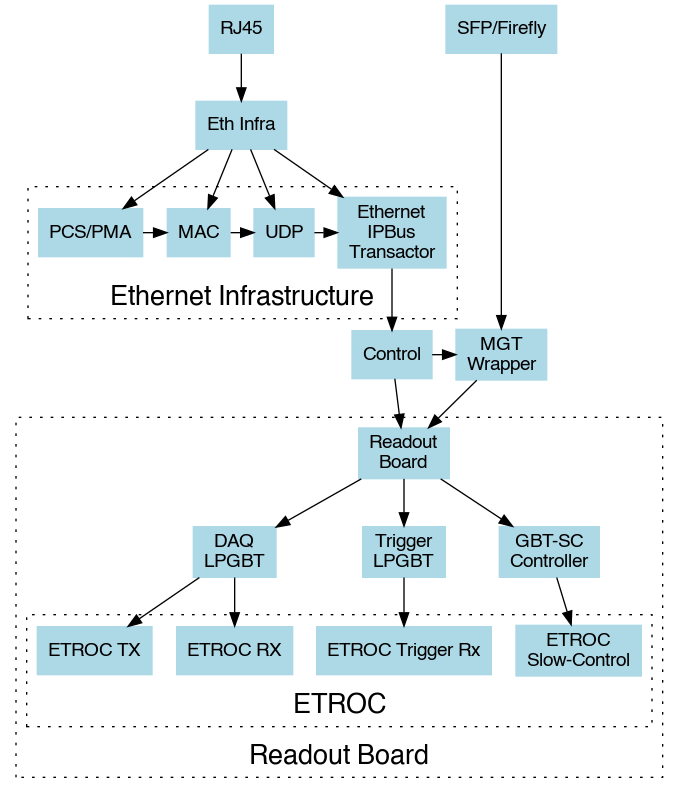 RJ45
SFP/Firefly
Eth Infra
PCS/PMA
MAC
UDP
Ethernet
IPBus
Transactor
Ethernet Infrastructure
Control
MGT
Wrapper
Readout
Board
DAQ
LPGBT
Trigger
LPGBT
GBT-SC
Controller
ETROC TX
ETROC RX
ETROC Trigger Rx
ETROC
Slow-Control
ETROC
Readout Board